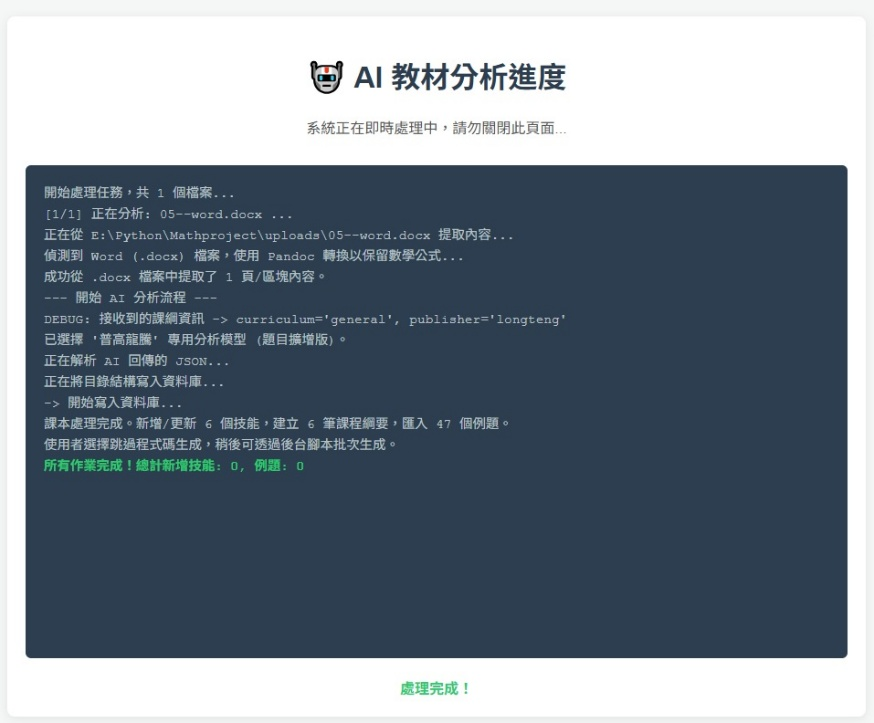 AI 教材分析進度
系統正在即時處理中，請勿關閉此頁面...
開始處理任務，共 1 個檔案...
[1/1] 正在分析: 05--word.docx ...
正在從 E:\Python\Mathproject\uploads\05--word.docx 提取內容...
偵測到 Word (.docx) 檔案，使用 Pandoc 轉換以保留數學公式...
成功從 .docx 檔案中提取了 1 頁/區塊內容。
--- 開始 AI 分析流程 ---
DEBUG: 接收到的課綱資訊 -> curriculum='general', publisher='longteng'
已選擇 '普高龍騰' 專用分析模型 (題目擴增版)。
正在解析 AI 回傳的 JSON...
正在將目錄結構寫入資料庫...
-> 開始寫入資料庫...
課本處理完成。新增/更新 6 個技能，建立 6 筆課程綱要，匯入 47 個例題。
使用者選擇跳過程式碼生成，稍後可透過後台腳本批次生成。
所有作業完成！總計新增技能: 0, 例題: 0
處理完成！